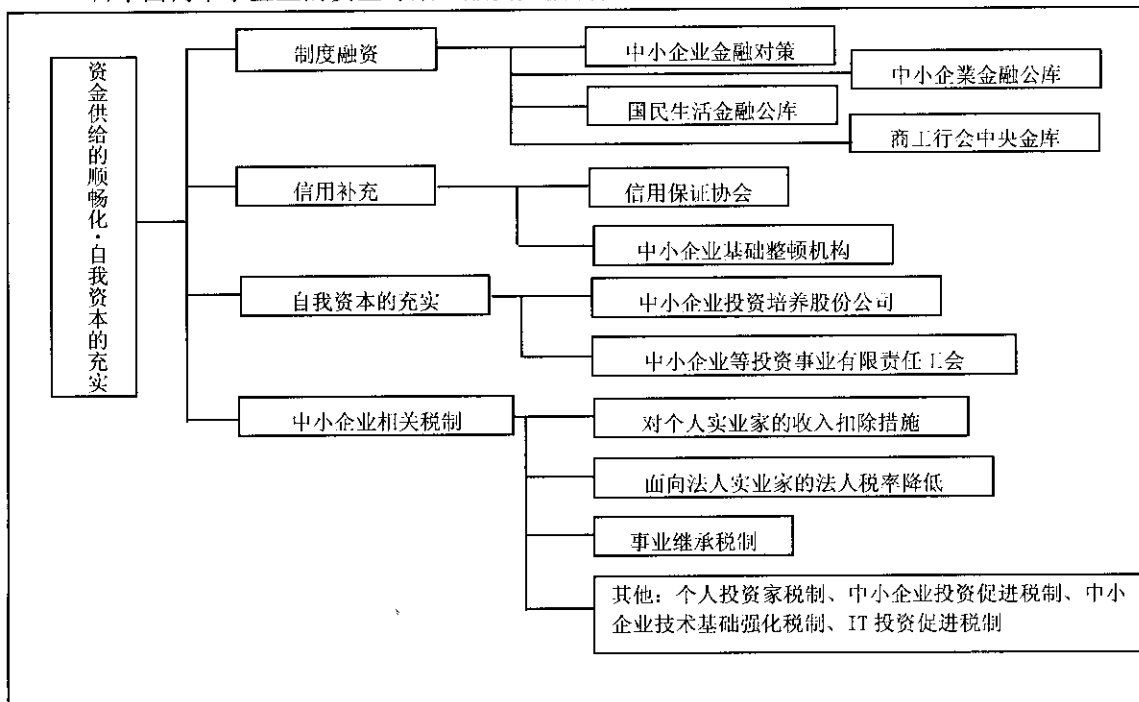 资金供给的顺畅化·自我资本的充实
制度融资
中小企业金融对策
中小企業金融公库
国民生活金融公库
商工行会中央金库
信用补充
信用保证协会
中小企业基础整顿机构
自我资本的充实
中小企业投资培养股份公司
中小企业等投资事业有限责任工会
中小企业相关税制
对个人实业家的收入扣除措施
面向法人实业家的法人税率降低
事业继承税制
其他：个人投资家税制、中小企业投资促进税制、中小
企业技术基础强化税制、IT 投资促进税制